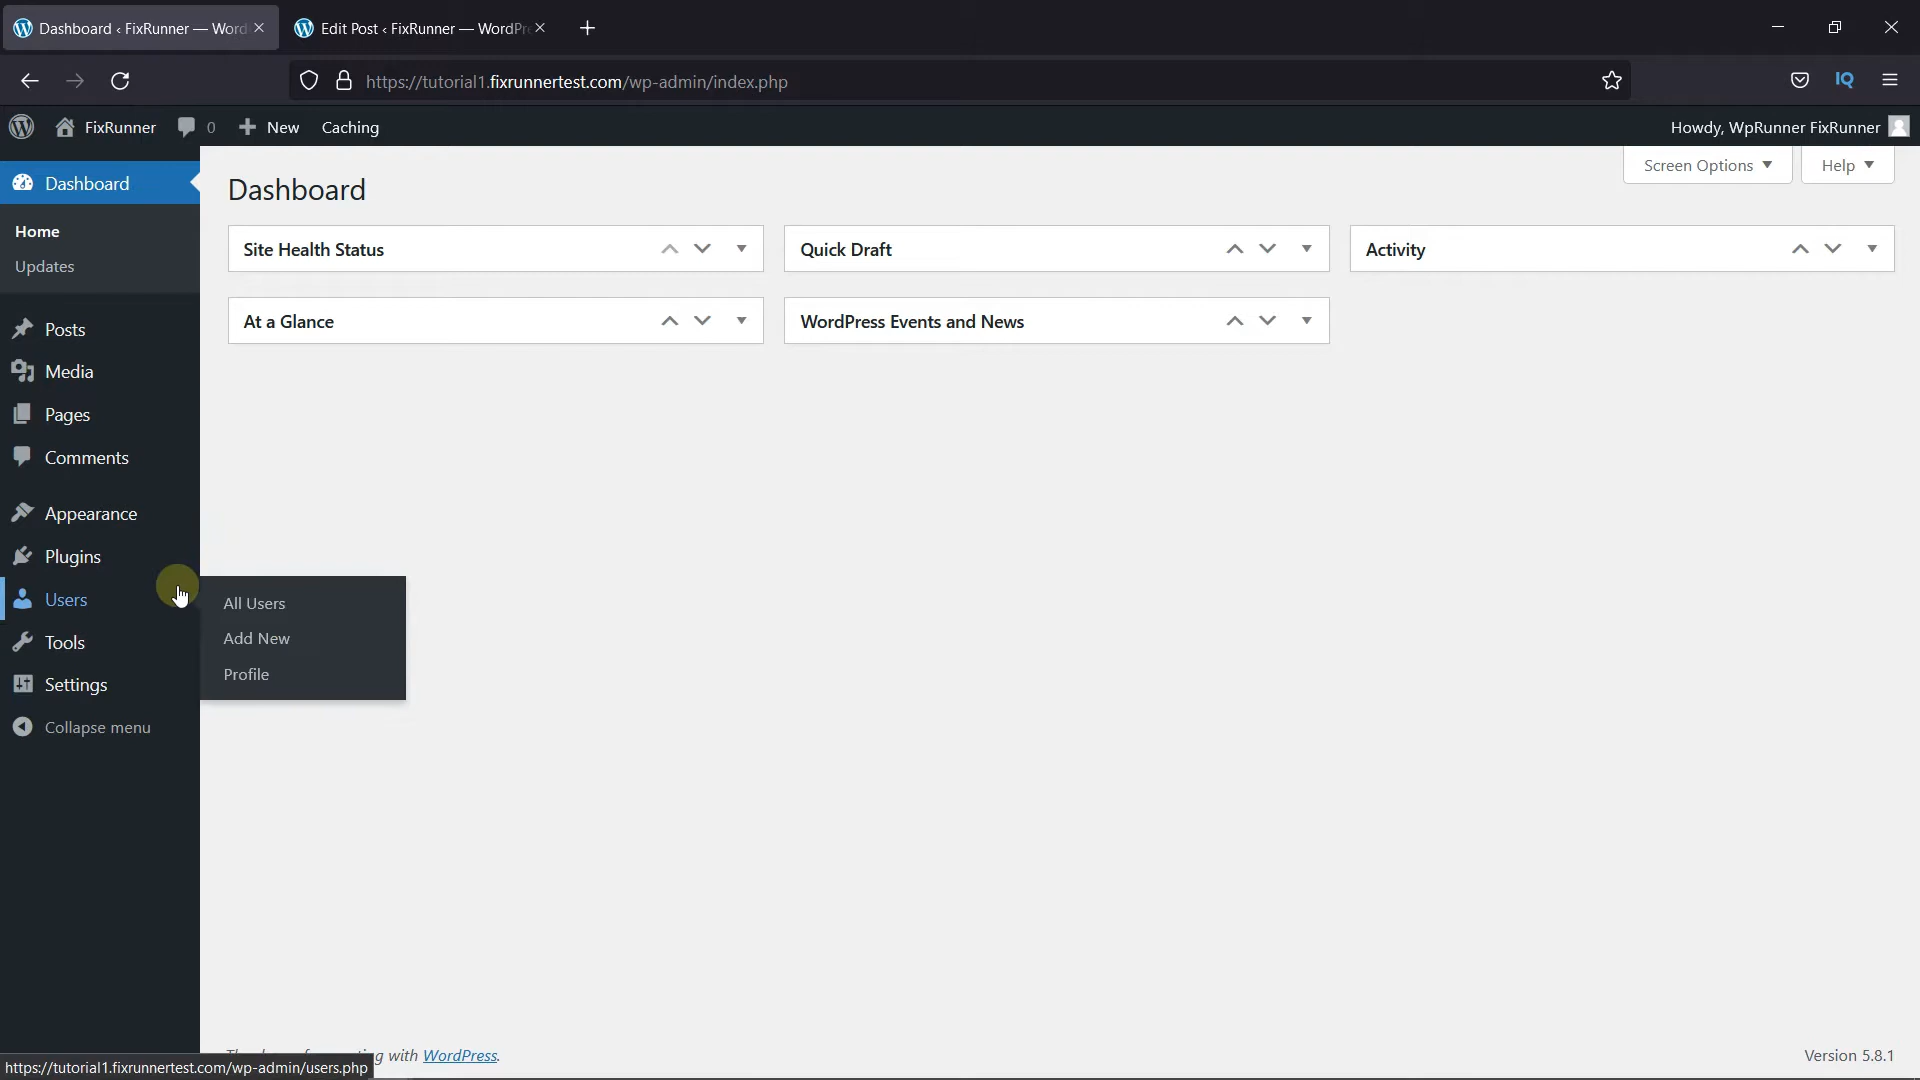 Dashboard ‹ FixRunner — Word
Edit Post ‹ FixRunner — WordPr
https://tutorial1.fixrunnertest.com/wp-admin/index.php
IQ
FixRunner
0
New
Caching
Howdy, WpRunner FixRunner
Dashboard
Home
Updates
Posts
Media
Pages
Comments
Appearance
Plugins
Users
Tools
Settings
Collapse menu
All Users
Add New
Profile
Screen Options
Help
Dashboard
Site Health Status
Quick Draft
Activity
At a Glance
WordPress Events and News
with WordPress.
Version 5.8.1
https://tutorial1.fixrunnertest.com/wp-admin/users.php